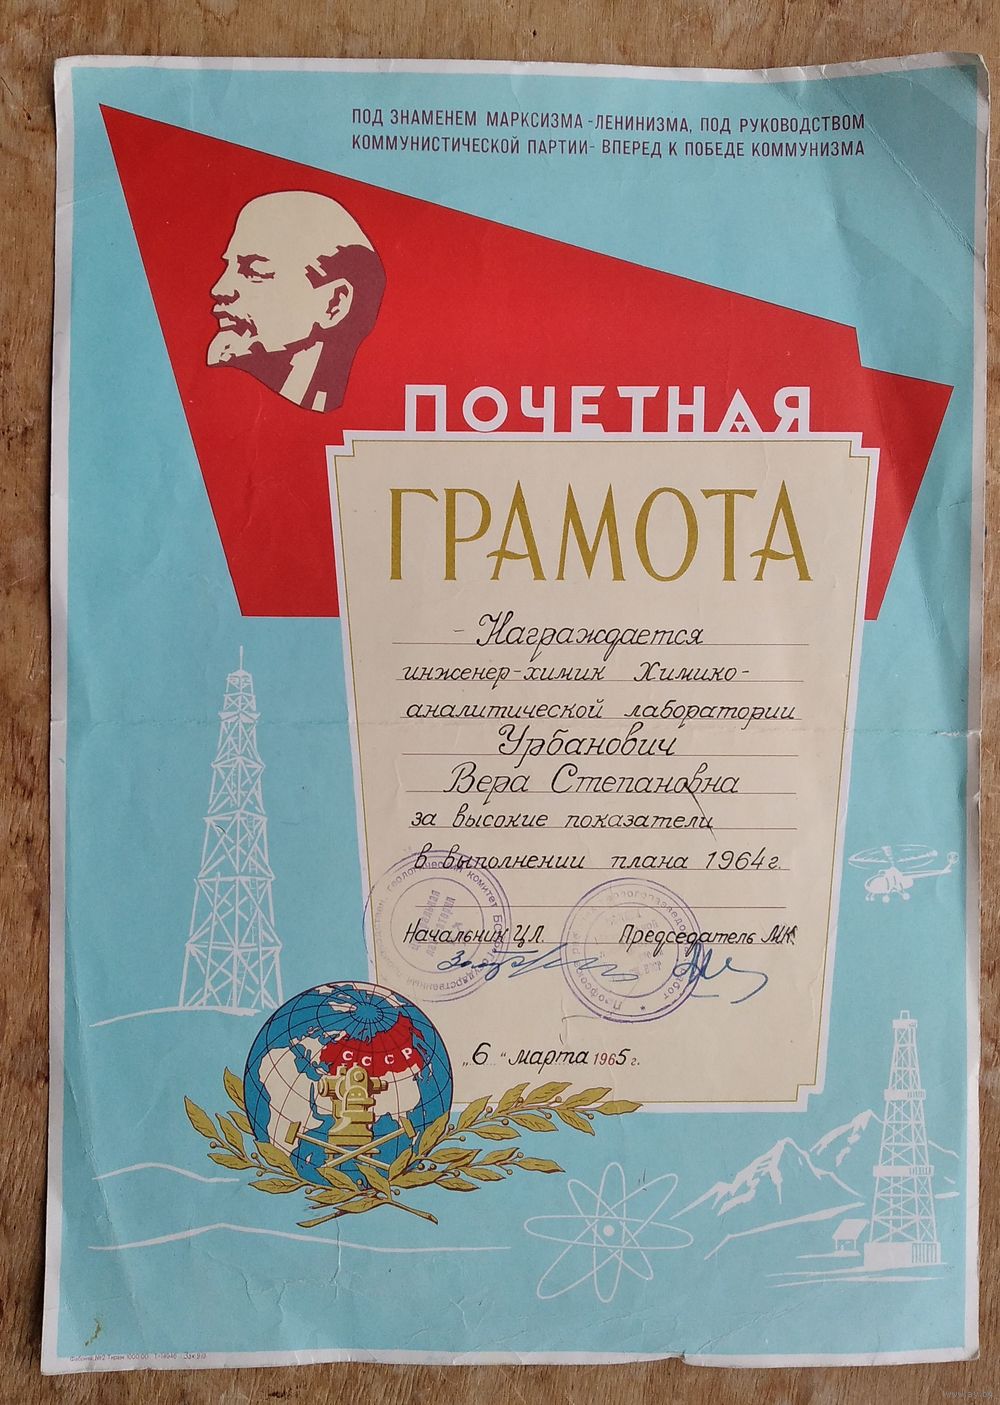 ПОД ЗНАМЕНЕМ МАРКСИЗМА-ЛЕНИНИЗМА, ПОД РУКОВОДСТВОМ
КОММУНИСТИЧЕСКОЙ ПАРТИИ- ВПЕРЕД К ПОБЕДЕ КОММУНИЗМА
ПОЧЕТНАЯ
ГРАМОТА
- Награждается
инженер-химик Химико-
аналитической лаборатории
Урбанович
Вера Степановна
за высокие показатели
в выполнении плана 1964г.
Начальник ЦЛ. Председатель МК.
"6" марта 1965г.
СССР